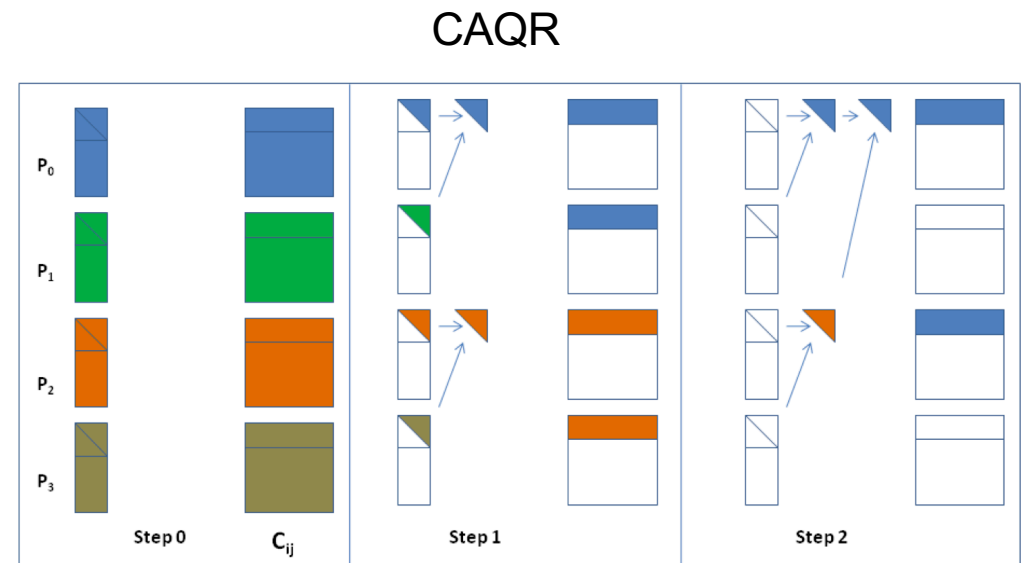 CAQR
P₀
P₁
P₂
P₃
Step 0
Cᵢⱼ
Step 1
Step 2